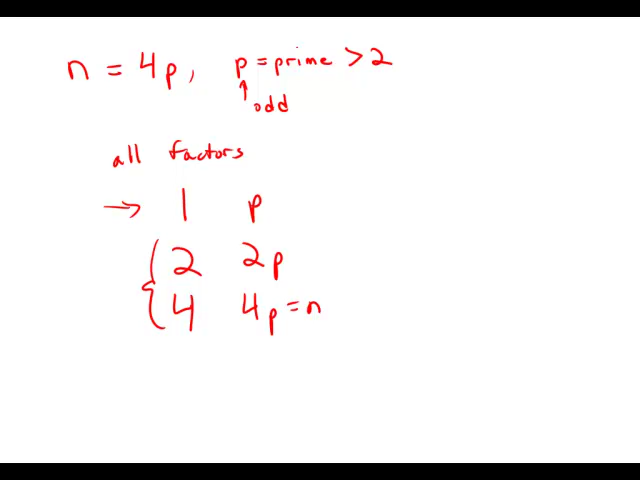 n = 4p, p = prime > 2
↑ odd
all factors
→ 1 p
2 2p
4 4p = n